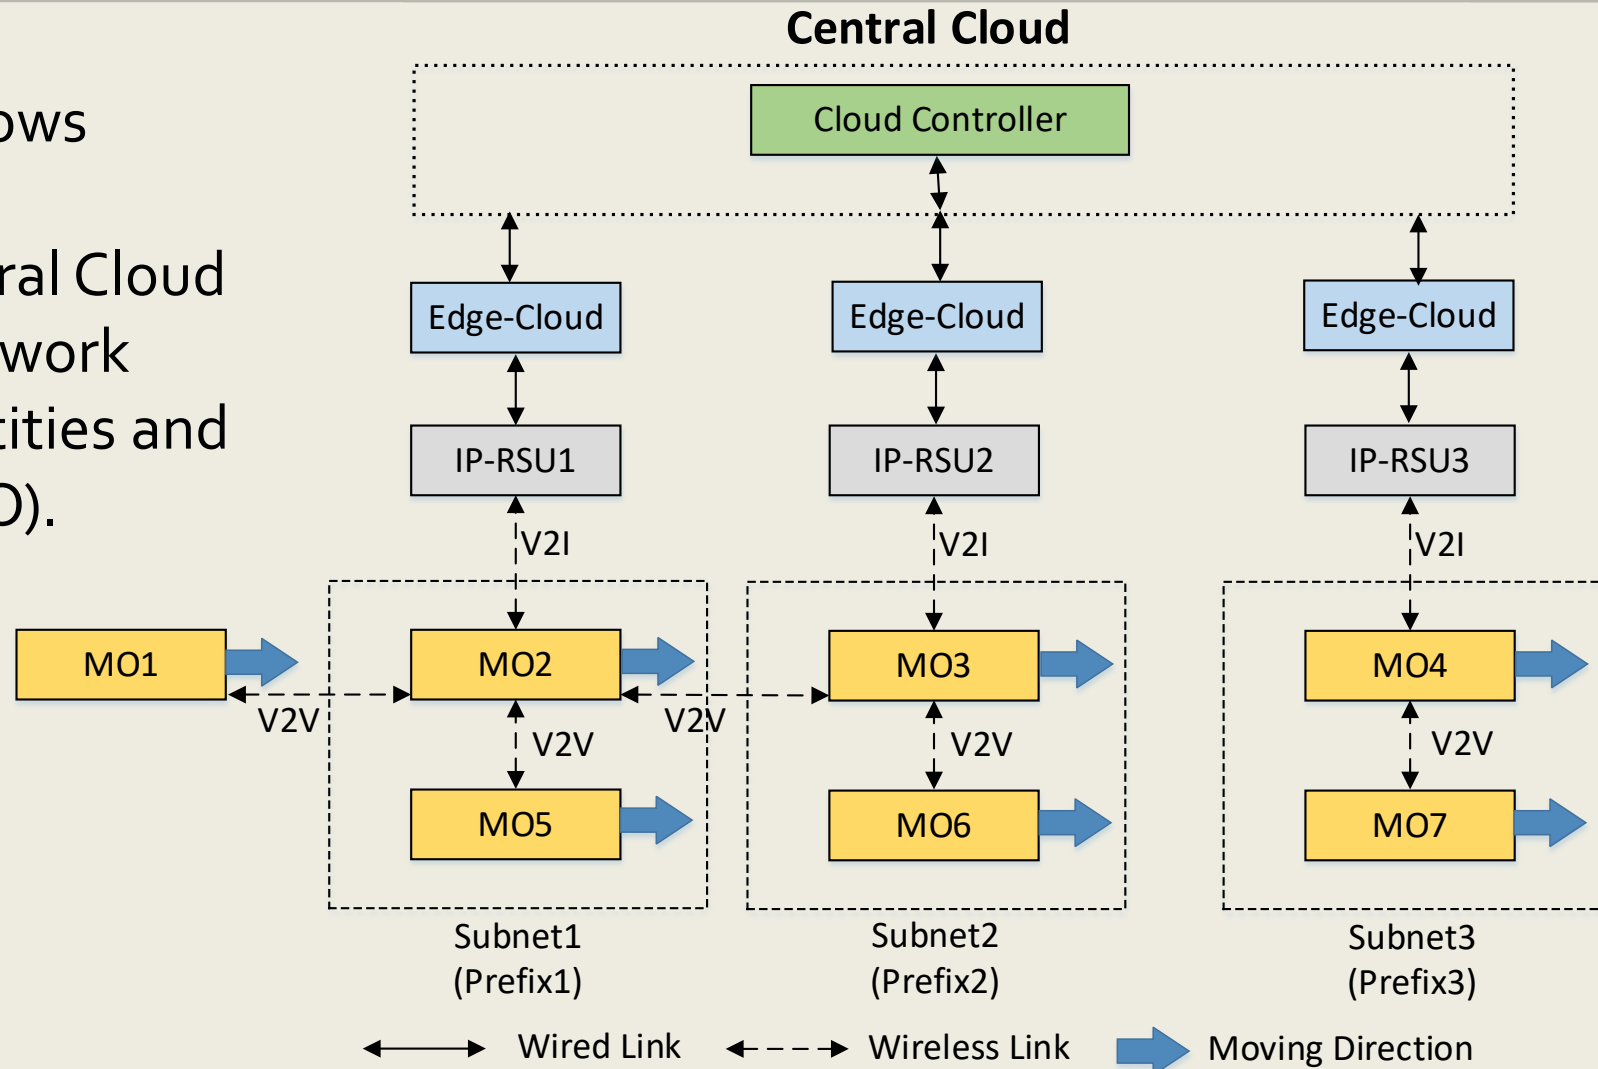 Central Cloud
ows
Cloud Controller
ral Cloud
work
tities and
O).
Edge-Cloud
Edge-Cloud
Edge-Cloud
IP-RSU1
IP-RSU2
IP-RSU3
V2I
V2I
V2I
MO1
MO2
MO3
MO4
V2V
V2V
V2V
V2V
V2V
MO5
MO6
MO7
Subnet1
(Prefix1)
Subnet2
(Prefix2)
Subnet3
(Prefix3)
Wired Link
Wireless Link
Moving Direction